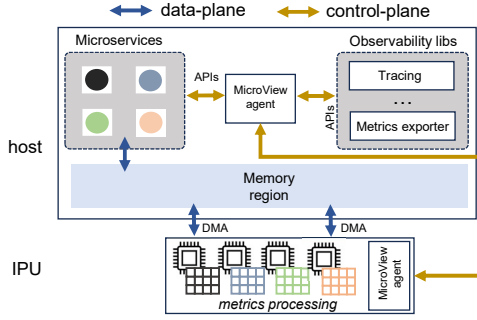 data-plane
control-plane
Microservices
Observability libs
APIs
MicroView
agent
APIs
Tracing
...
Metrics exporter
host
Memory
region
DMA
DMA
IPU
MicroView
agent
metrics processing